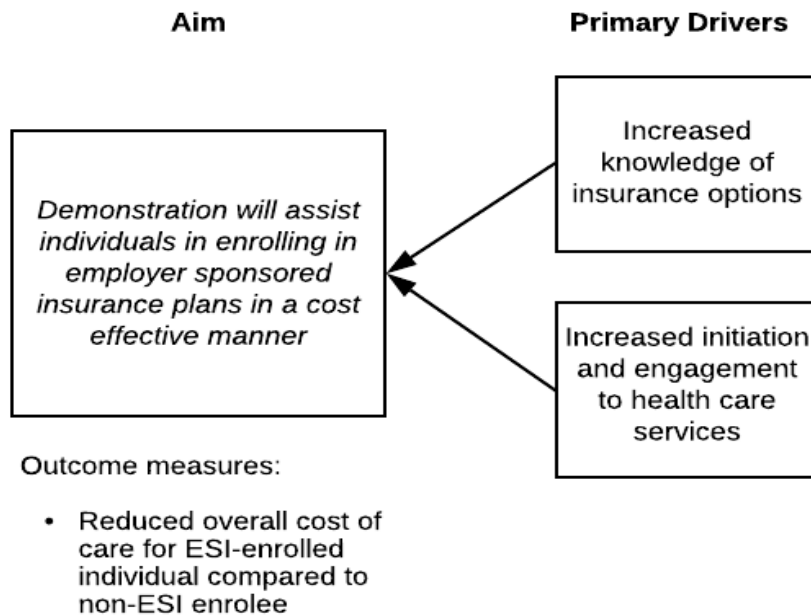 Aim
Demonstration will assist
individuals in enrolling in
employer sponsored
insurance plans in a cost
effective manner
Outcome measures:
• Reduced overall cost of
care for ESI-enrolled
individual compared to
non-ESI enrolee
Primary Drivers
Increased
knowledge of
insurance options
Increased initiation
and engagement
to health care
services